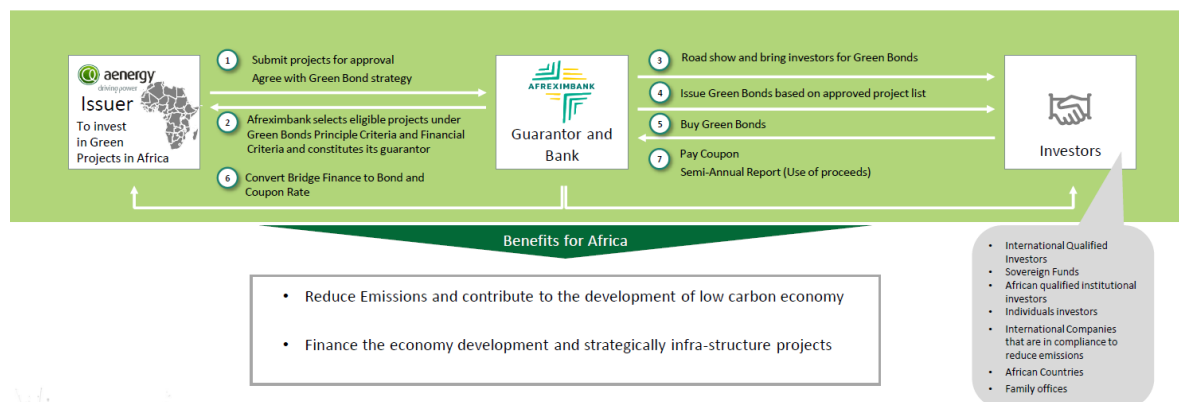 aenergy
driving power
Issuer
To invest
in Green
Projects in Africa
1
Submit projects for approval
Agree with Green Bond strategy
2
Afreximbank selects eligible projects under
Green Bonds Principle Criteria and Financial
Criteria and constitutes its guarantor
6
Convert Bridge Finance to Bond and
Coupon Rate
AFREXIMBANK
Guarantor and
Bank
3
Road show and bring investors for Green Bonds
4
Issue Green Bonds based on approved project list
5
Buy Green Bonds
7
Pay Coupon
Semi-Annual Report (Use of proceeds)
Investors
Benefits for Africa
• Reduce Emissions and contribute to the development of low carbon economy
• Finance the economy development and strategically infra-structure projects
• International Qualified
Investors
• Sovereign Funds
• African qualified institutional
investors
• Individuals investors
• International Companies
that are in compliance to
reduce emissions
• African Countries
• Family offices